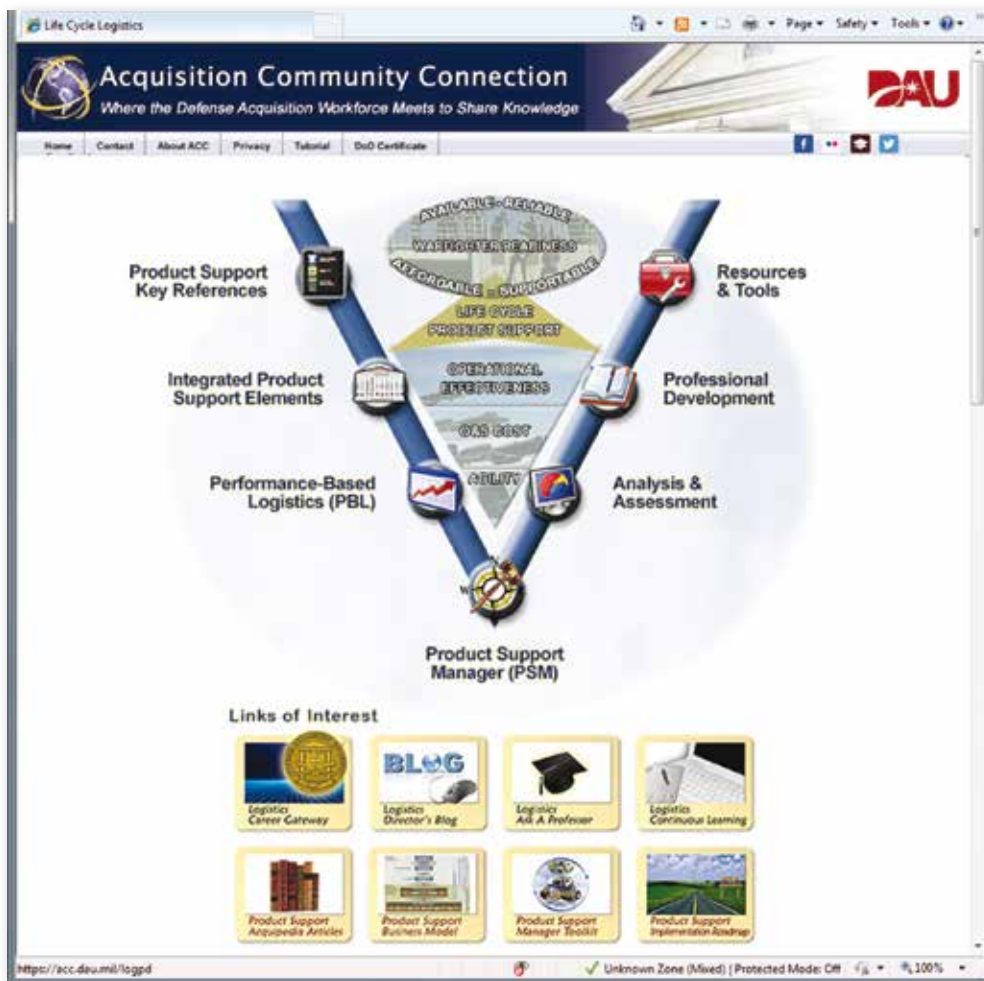 Life Cycle Logistics
Page
Safety
Tools
Acquisition Community Connection
Where the Defense Acquisition Workforce Meets to Share Knowledge
DAU
Home
Contact
About ACC
Privacy
Tutorial
DoD Certificate
AVAILABLE - RELIABLE
WARFIGHTER READINESS
AFFORDABLE - SUPPORTABLE
LIFE CYCLE
PRODUCT SUPPORT
OPERATIONAL
EFFECTIVENESS
O&S COST
AGILITY
Product Support
Key References
Resources
& Tools
Integrated Product
Support Elements
Professional
Development
Performance-Based
Logistics (PBL)
Analysis &
Assessment
N
W
Product Support
Manager (PSM)
Links of Interest
BLOG
Logistics
Career Gateway
Logistics
Director's Blog
Logistics
Ask A Professor
Logistics
Continuous Learning
Product Support
Acquipedia Articles
Product Support
Business Model
Product Support
Manager Toolkit
Product Support
Implementation Roadmap
https://acc.dau.mil/logpd
Unknown Zone (Mixed) | Protected Mode: Off
100%